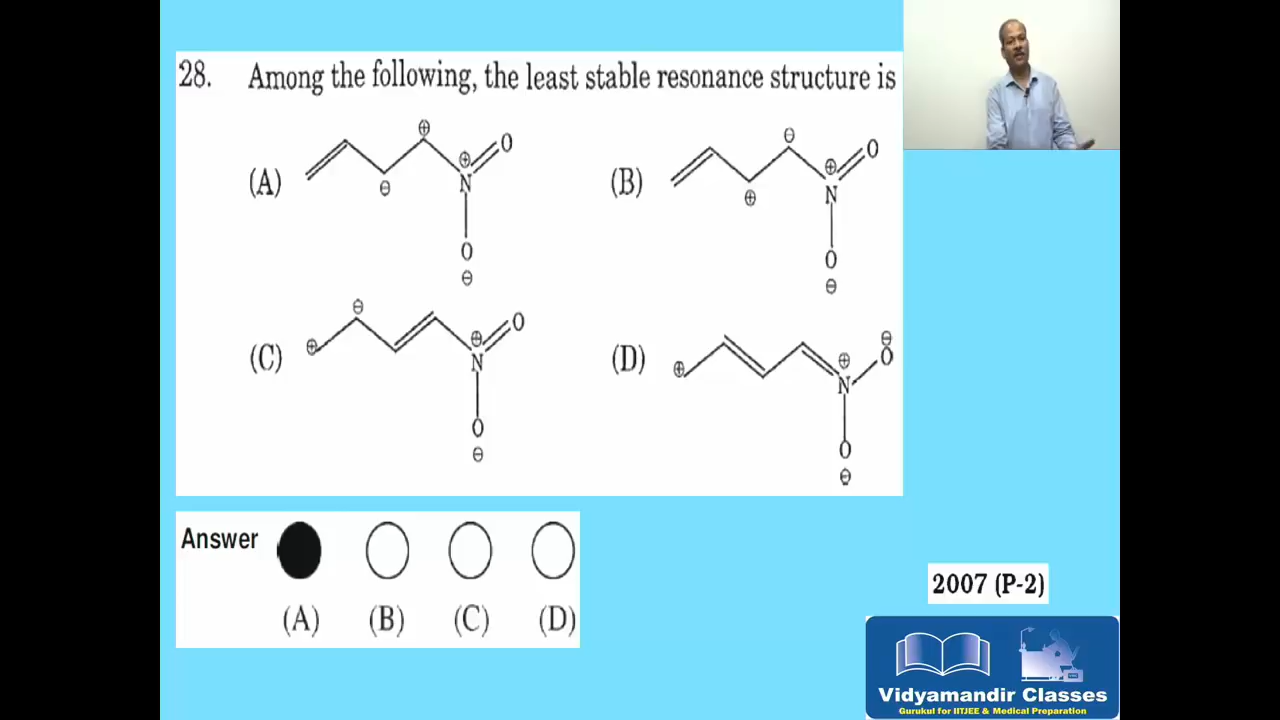 28. Among the following, the least stable resonance structure is
(A) ⊕ ⊖ ⊕ N O O ⊖
(B) ⊖ ⊕ ⊕ N O O ⊖
(C) ⊕ ⊖ ⊕ N O O ⊖
(D) ⊕ ⊕ N ⊖ O O ⊖
Answer
(A) (B) (C) (D)
2007 (P-2)
Vidyamandir Classes
Gurukul for IITJEE & Medical Preparation